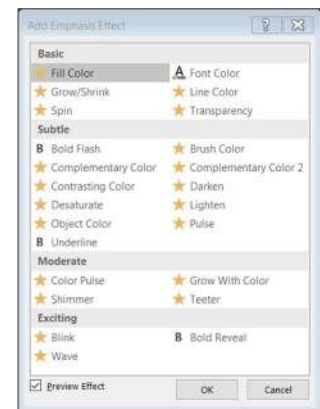 Add Emphasis Effect
Basic
Fill Color A Font Color
Grow/Shrink Line Color
Spin Transparency
Subtle
B Bold Flash Brush Color
Complementary Color Complementary Color 2
Contrasting Color Darken
Desaturate Lighten
Object Color Pulse
B Underline
Moderate
Color Pulse Grow With Color
Shimmer Teeter
Exciting
Blink B Bold Reveal
Wave
Preview Effect OK Cancel